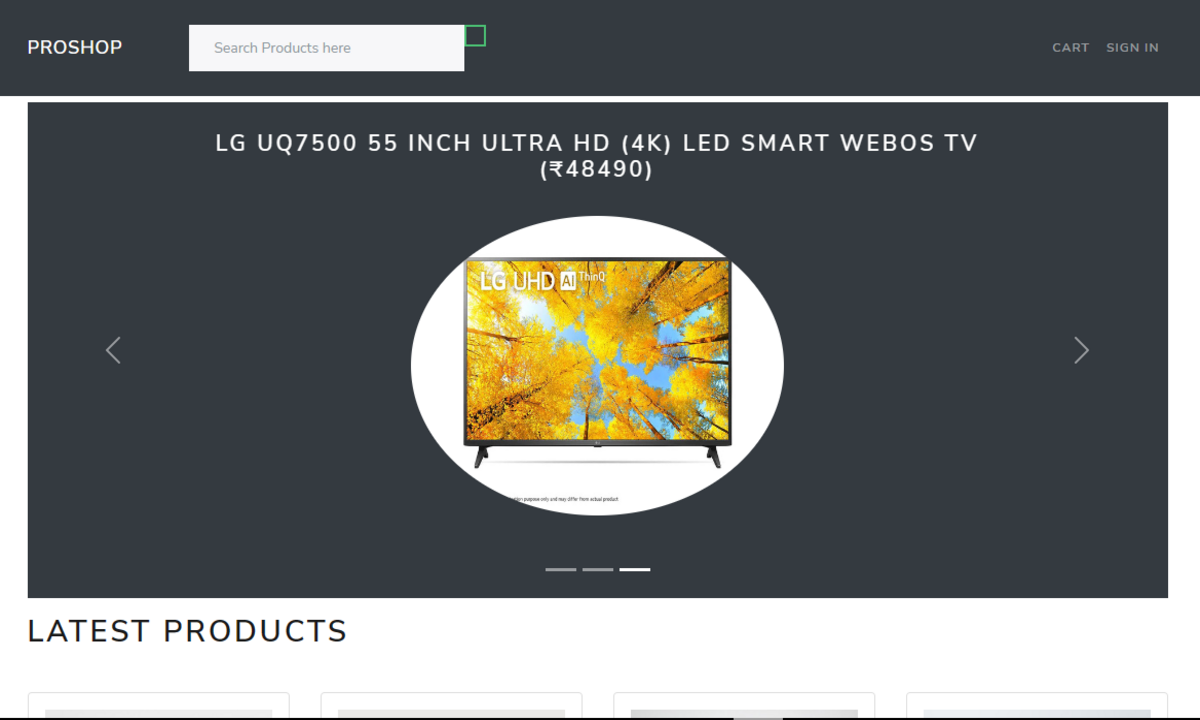 PROSHOP
Search Products here
CART
SIGN IN
LG UQ7500 55 INCH ULTRA HD (4K) LED SMART WEBOS TV
(₹48490)
LG UHD AI ThinQ
purpose only and may differ from actual product
LATEST PRODUCTS